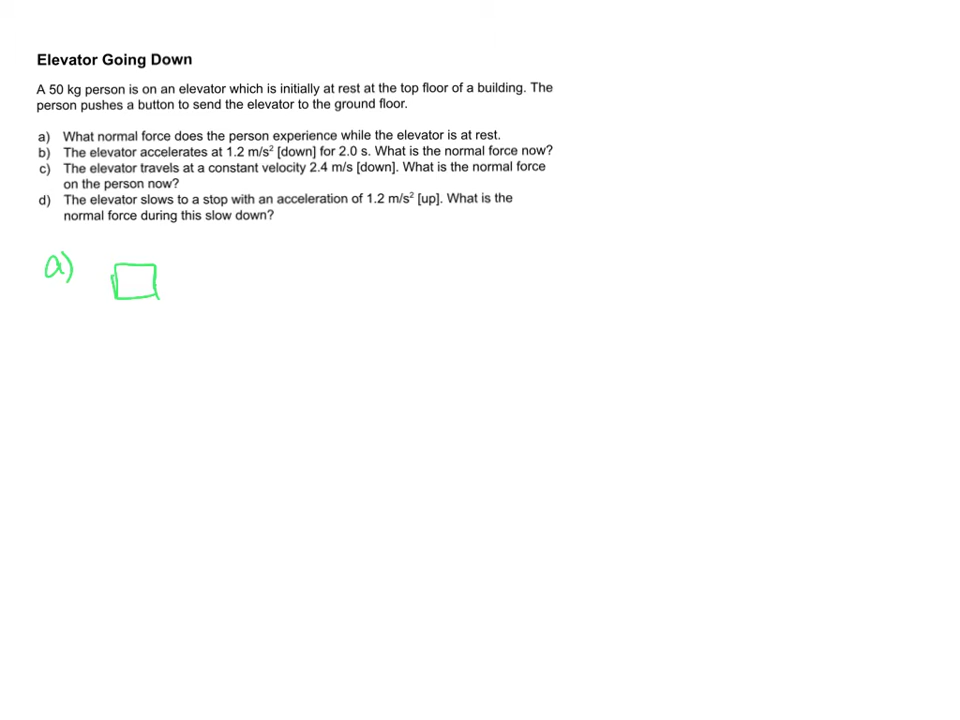 Elevator Going Down
A 50 kg person is on an elevator which is initially at rest at the top floor of a building. The
person pushes a button to send the elevator to the ground floor.
a) What normal force does the person experience while the elevator is at rest.
b) The elevator accelerates at 1.2 m/s² [down] for 2.0 s. What is the normal force now?
c) The elevator travels at a constant velocity 2.4 m/s [down]. What is the normal force
on the person now?
d) The elevator slows to a stop with an acceleration of 1.2 m/s² [up]. What is the
normal force during this slow down?
a)